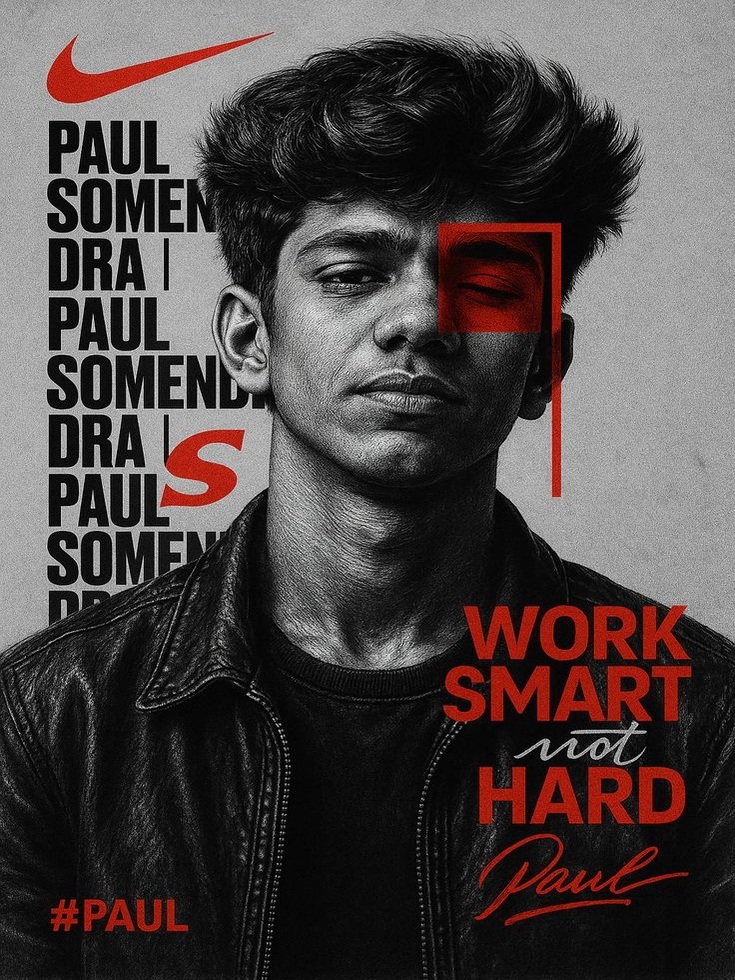 PAUL
SOMEN
DRA |
PAUL
SOMEND
DRA |
S
PAUL
SOMEN
WORK
SMART
not
HARD
Paul
#PAUL